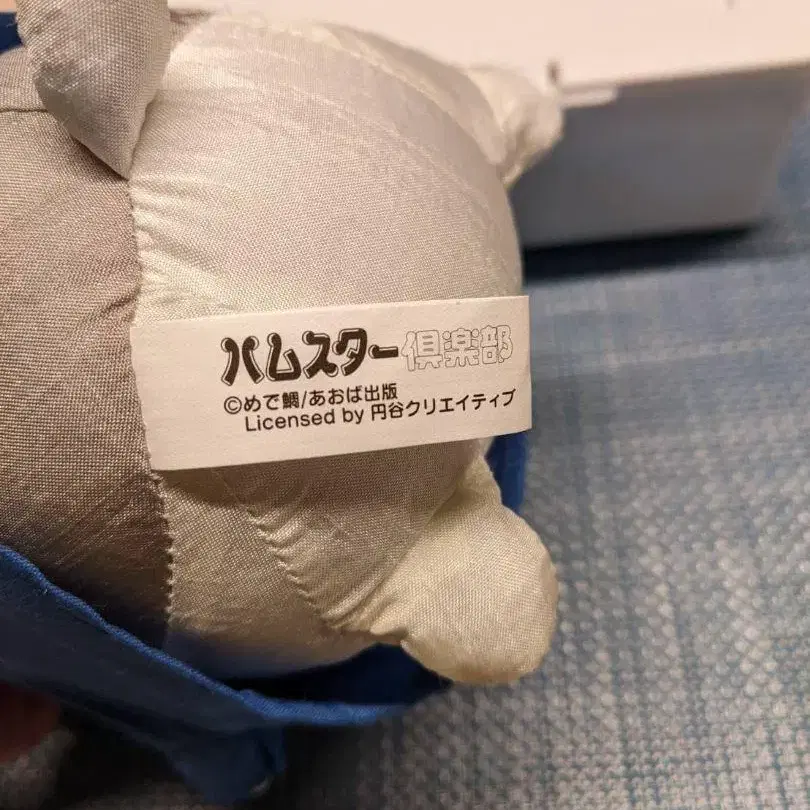 ハムスター倶楽部
©めで鯛/あおば出版
Licensed by 円谷クリエイティブ